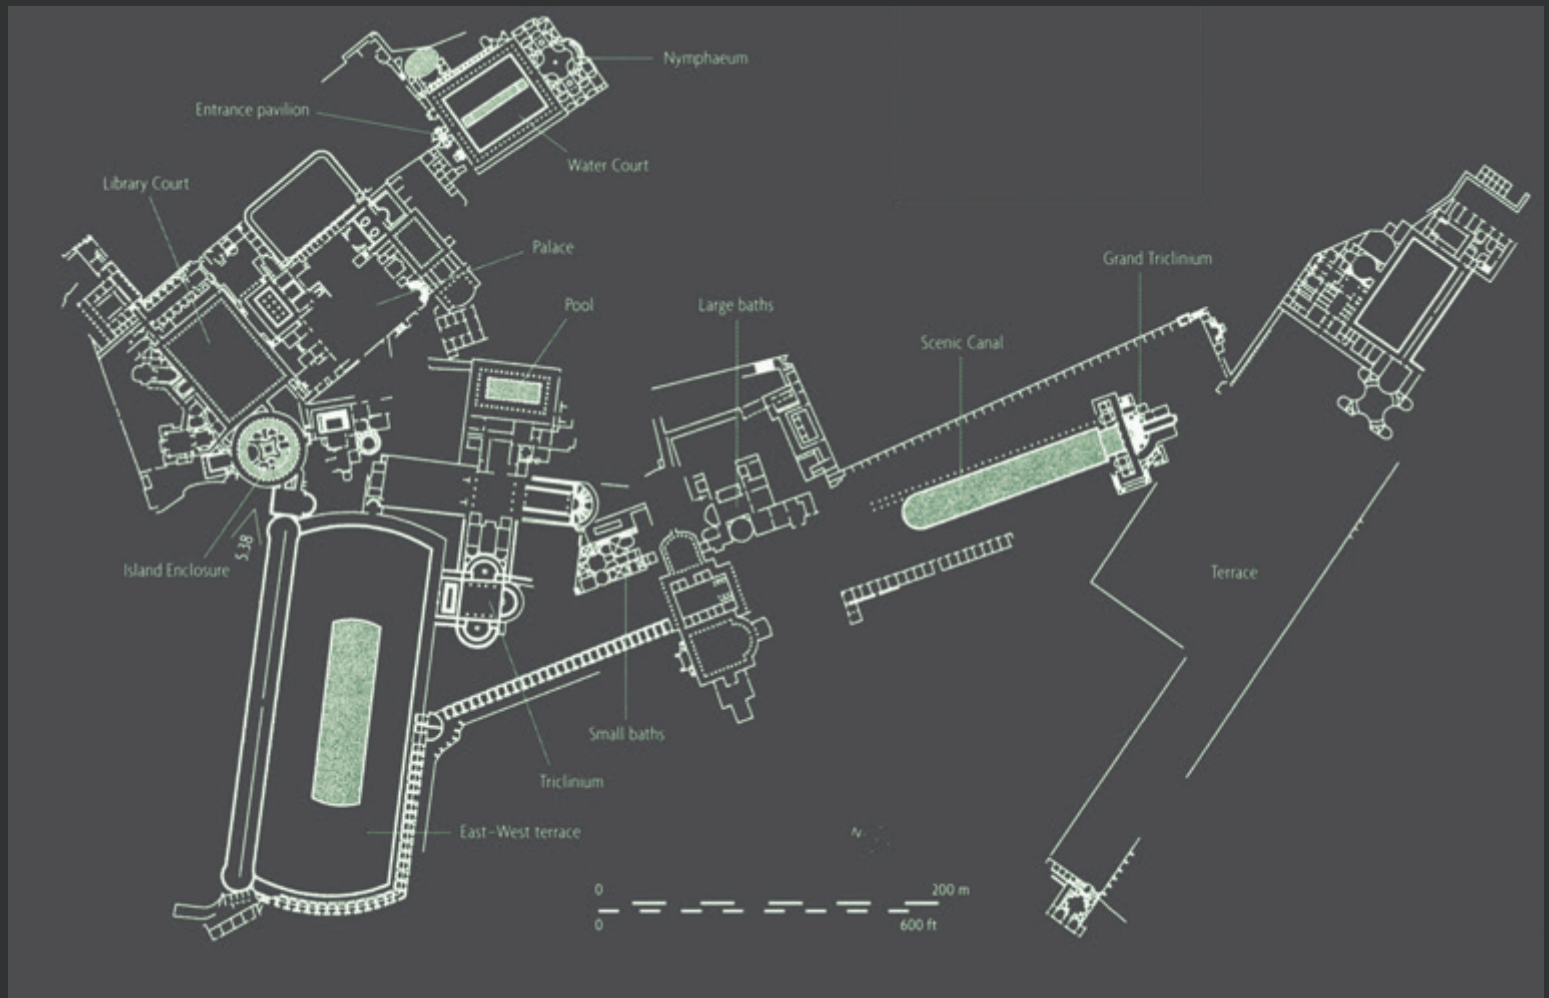 Nymphaeum
Entrance pavilion
Water Court
Library Court
Palace
Grand Triclinium
Pool
Large baths
Scenic Canal
5.38
Island Enclosure
Terrace
Small baths
Triclinium
East-West terrace
N
0 200 m
0 600 ft